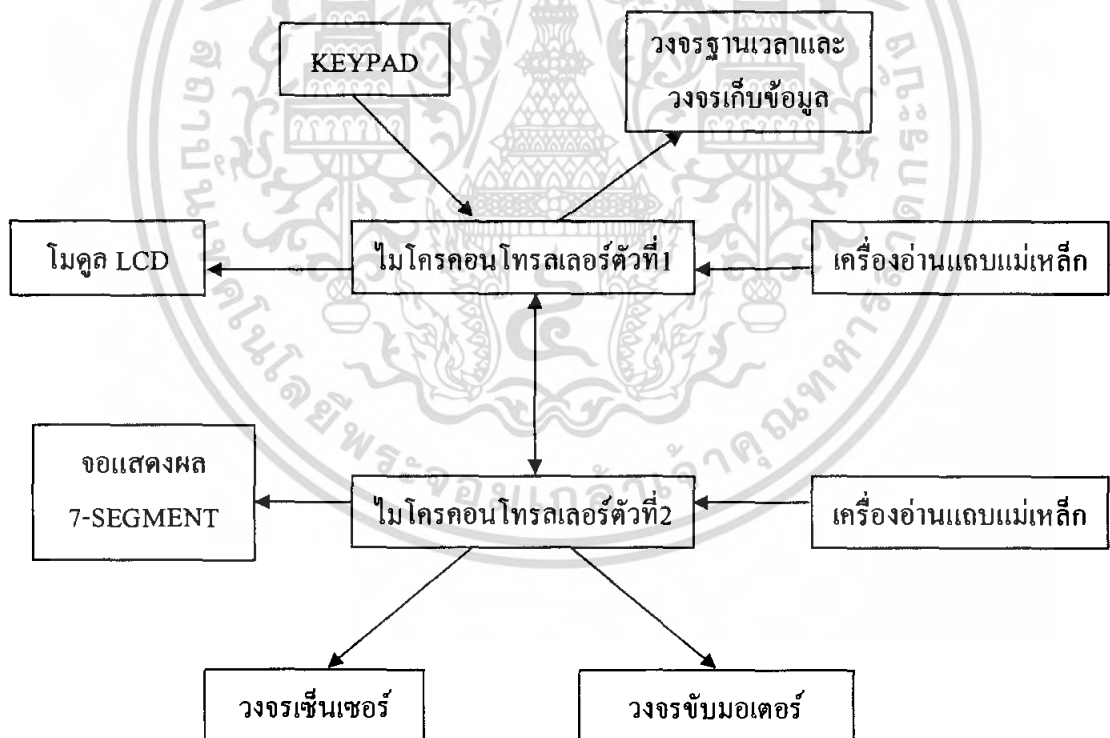 KEYPAD
วงจรฐานเวลาและ
วงจรเก็บข้อมูล
โมดูล LCD
ไมโครคอนโทรลเลอร์ตัวที่1
เครื่องอ่านแถบแม่เหล็ก
จอแสดงผล
7-SEGMENT
ไมโครคอนโทรลเลอร์ตัวที่2
เครื่องอ่านแถบแม่เหล็ก
วงจรเซ็นเซอร์
วงจรขับมอเตอร์